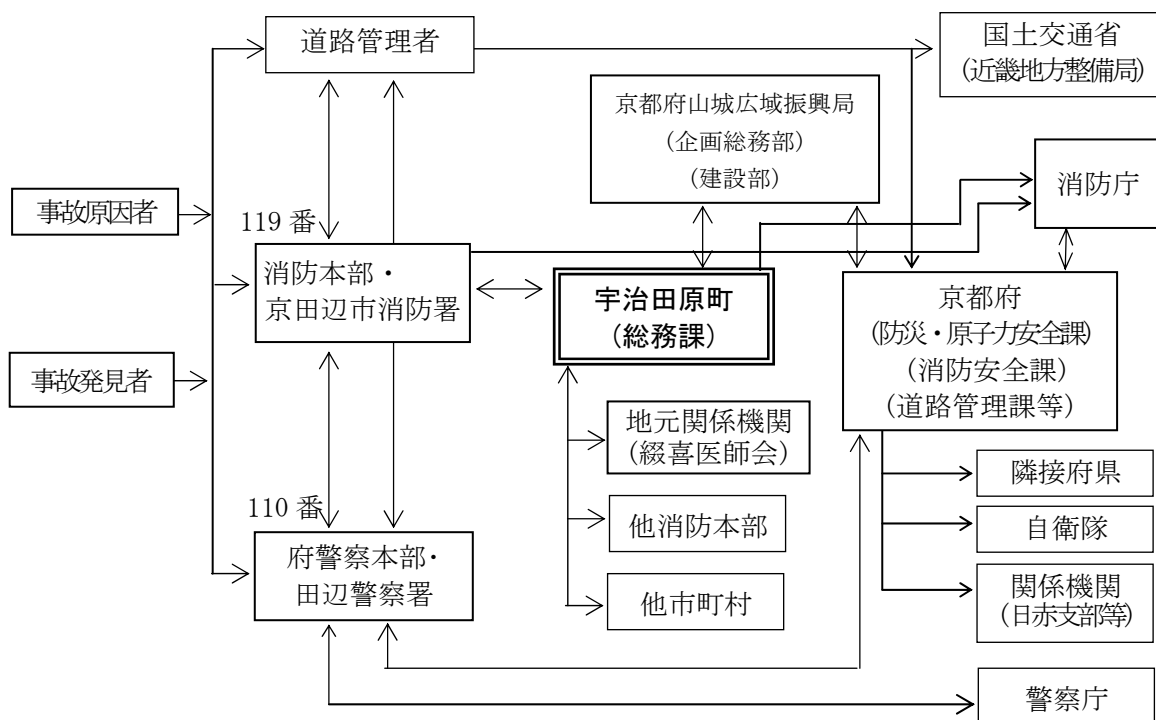 道路管理者
国土交通省
(近畿地方整備局)
京都府山城広域振興局
(企画総務部)
(建設部)
消防庁
事故原因者
119番
消防本部・
京田辺市消防署
宇治田原町
(総務課)
京都府
(防災・原子力安全課)
(消防安全課)
(道路管理課等)
事故発見者
地元関係機関
(綴喜医師会)
隣接府県
110番
他消防本部
自衛隊
府警察本部・
田辺警察署
他市町村
関係機関
(日赤支部等)
警察庁